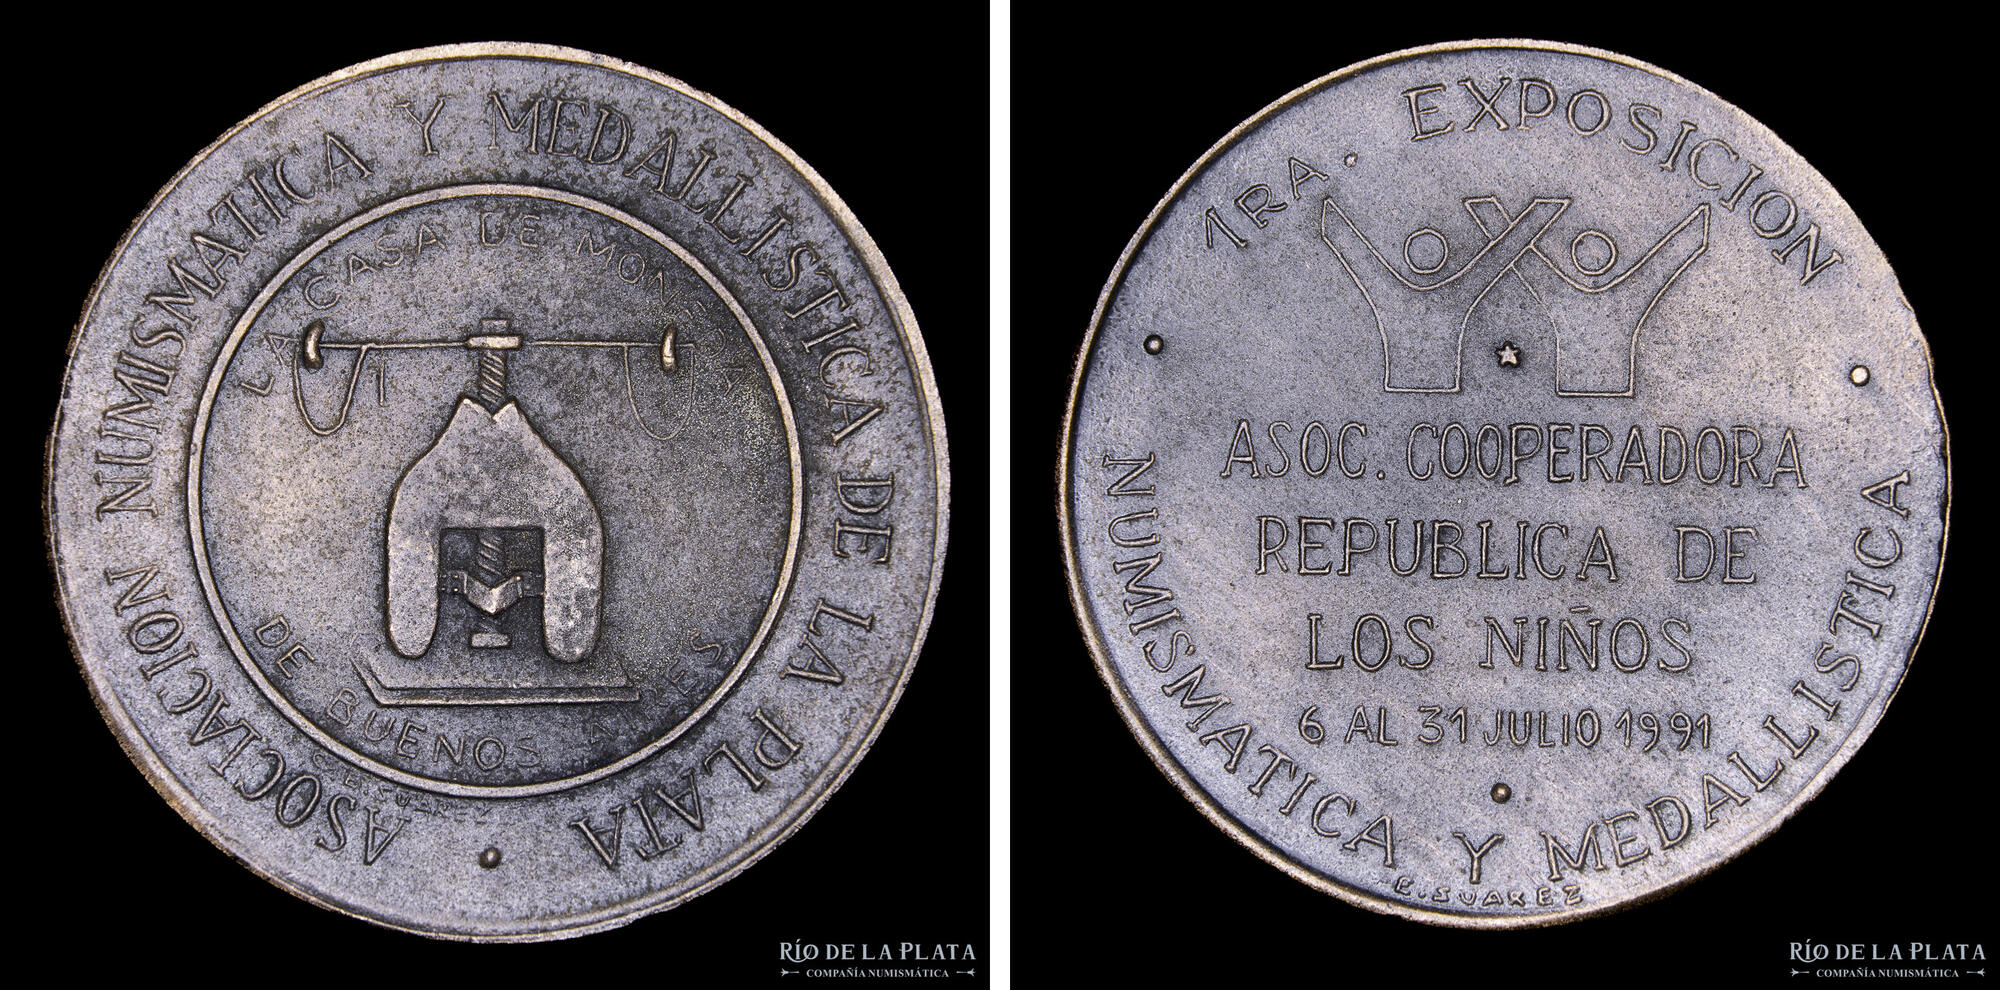 ASOCIACION NUMISMATICA Y MEDALLISTICA DE LA PLATA
LA CASA DE MONEDA
DE BUENOS AIRES
C.E. SUAREZ
RÍO DE LA PLATA
COMPAÑÍA NUMISMÁTICA
1RA. EXPOSICION
ASOC. COOPERADORA
REPUBLICA DE
LOS NIÑOS
6 AL 31 JULIO 1991
NUMISMATICA Y MEDALLISTICA
E. SUAREZ
RÍO DE LA PLATA
COMPAÑÍA NUMISMÁTICA